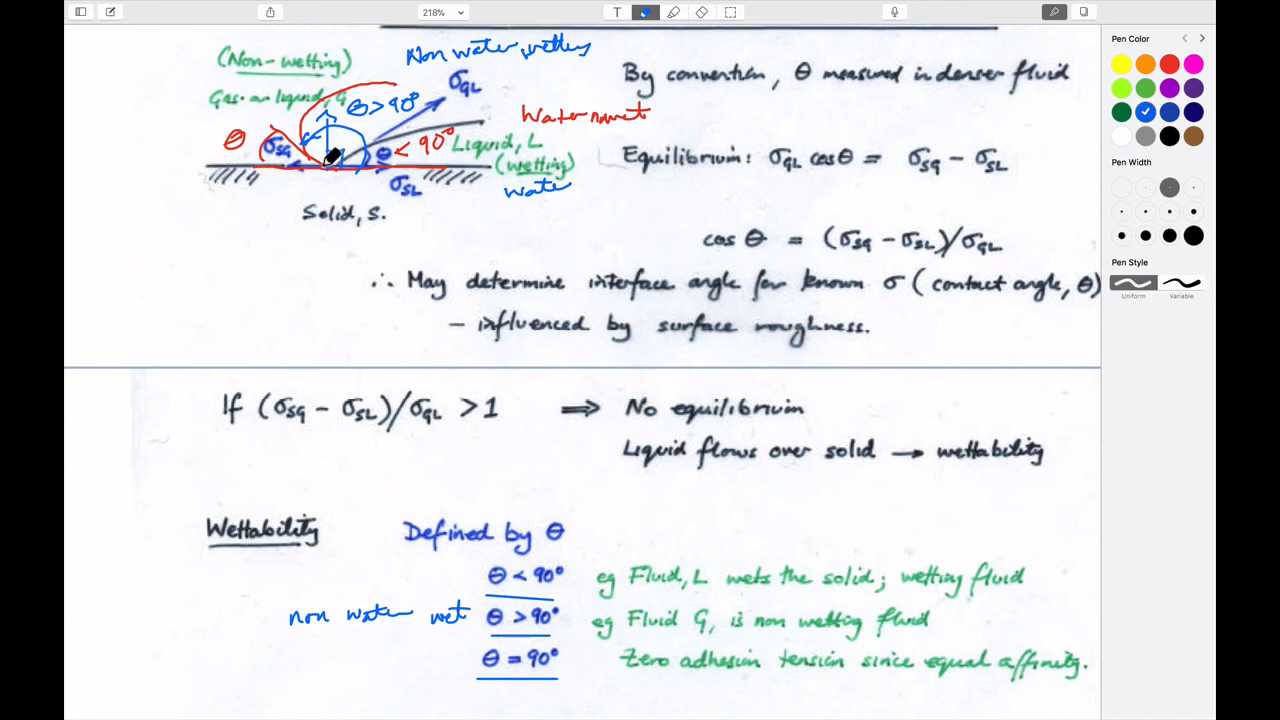 218%
T
(Non-wetting)
Non water wetting
σGL
Gas or liquid, G
θ > 90°
Water wet
θ
σSG
θ < 90°
Liquid, L
(wetting)
σSL
water
Solid, S.
By convention, θ measured in denser fluid
Equilibrium: σGL cosθ = σSG - σSL
cos θ = (σSG - σSL)/σGL
∴ May determine interface angle for known σ (contact angle, θ)
- influenced by surface roughness.
If (σSG - σSL)/σGL > 1 ⟹ No equilibrium
Liquid flows over solid → wettability
Wettability Defined by θ
θ < 90° eg Fluid, L wets the solid; wetting fluid
non water wet θ > 90° eg Fluid G, is non wetting fluid
θ = 90° Zero adhesion tension since equal affinity.
Pen Color
Pen Width
Pen Style
Uniform
Variable